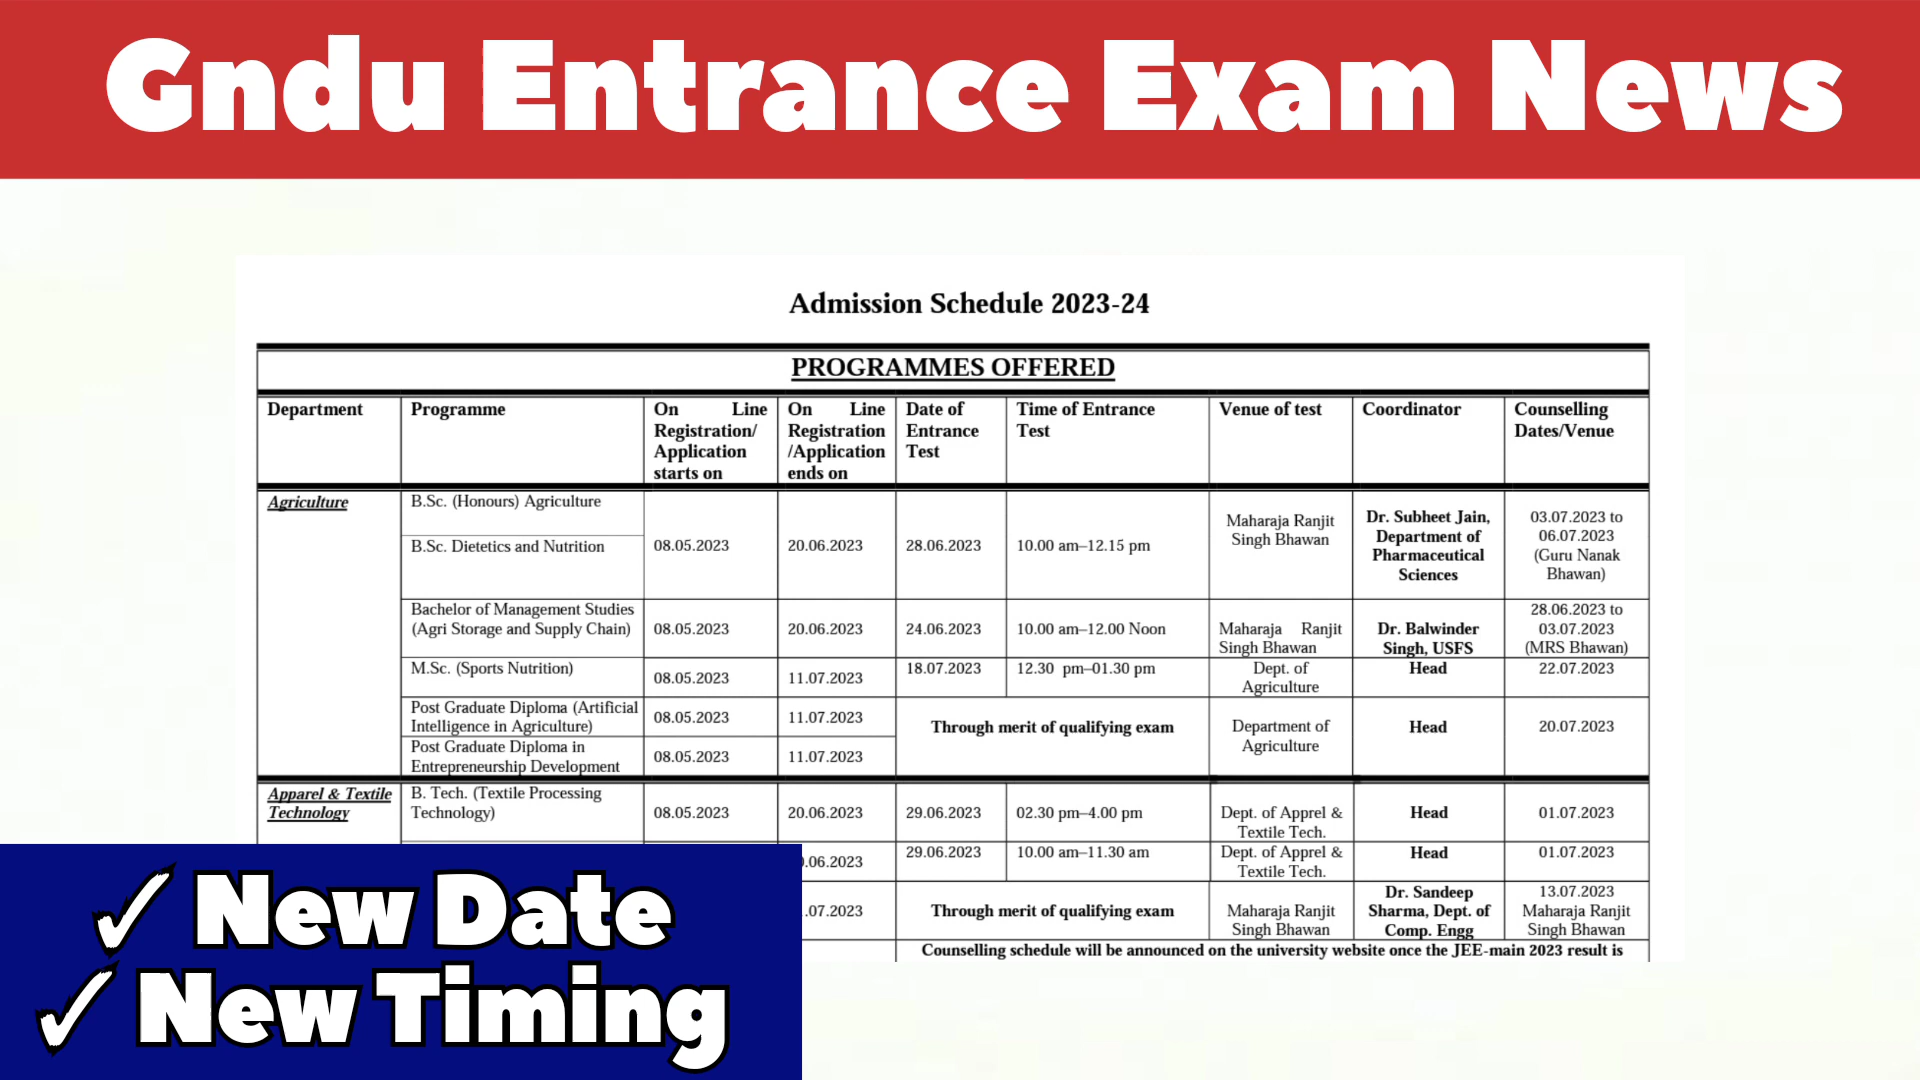 Gndu Entrance Exam News
Admission Schedule 2023-24
PROGRAMMES OFFERED
Department
Programme
On Line
Registration/
Application
starts on
On Line
Registration
/Application
ends on
Date of
Entrance
Test
Time of Entrance
Test
Venue of test
Coordinator
Counselling
Dates/Venue
Agriculture
B.Sc. (Honours) Agriculture
B.Sc. Dietetics and Nutrition
08.05.2023
20.06.2023
28.06.2023
10.00 am–12.15 pm
Maharaja Ranjit
Singh Bhawan
Dr. Subheet Jain,
Department of
Pharmaceutical
Sciences
03.07.2023 to
06.07.2023
(Guru Nanak
Bhawan)
Bachelor of Management Studies
(Agri Storage and Supply Chain)
08.05.2023
20.06.2023
24.06.2023
10.00 am–12.00 Noon
Maharaja Ranjit
Singh Bhawan
Dr. Balwinder
Singh, USFS
28.06.2023 to
03.07.2023
(MRS Bhawan)
M.Sc. (Sports Nutrition)
08.05.2023
11.07.2023
18.07.2023
12.30 pm–01.30 pm
Dept. of
Agriculture
Head
22.07.2023
Post Graduate Diploma (Artificial
Intelligence in Agriculture)
08.05.2023
11.07.2023
Through merit of qualifying exam
Department of
Agriculture
Head
20.07.2023
Post Graduate Diploma in
Entrepreneurship Development
08.05.2023
11.07.2023
Apparel & Textile
Technology
B. Tech. (Textile Processing
Technology)
08.05.2023
20.06.2023
29.06.2023
02.30 pm–4.00 pm
Dept. of Apprel &
Textile Tech.
Head
01.07.2023
.06.2023
29.06.2023
10.00 am–11.30 am
Dept. of Apprel &
Textile Tech.
Head
01.07.2023
.07.2023
Through merit of qualifying exam
Maharaja Ranjit
Singh Bhawan
Dr. Sandeep
Sharma, Dept. of
Comp. Engg
13.07.2023
Maharaja Ranjit
Singh Bhawan
Counselling schedule will be announced on the university website once the JEE-main 2023 result is
✓ New Date
✓ New Timing